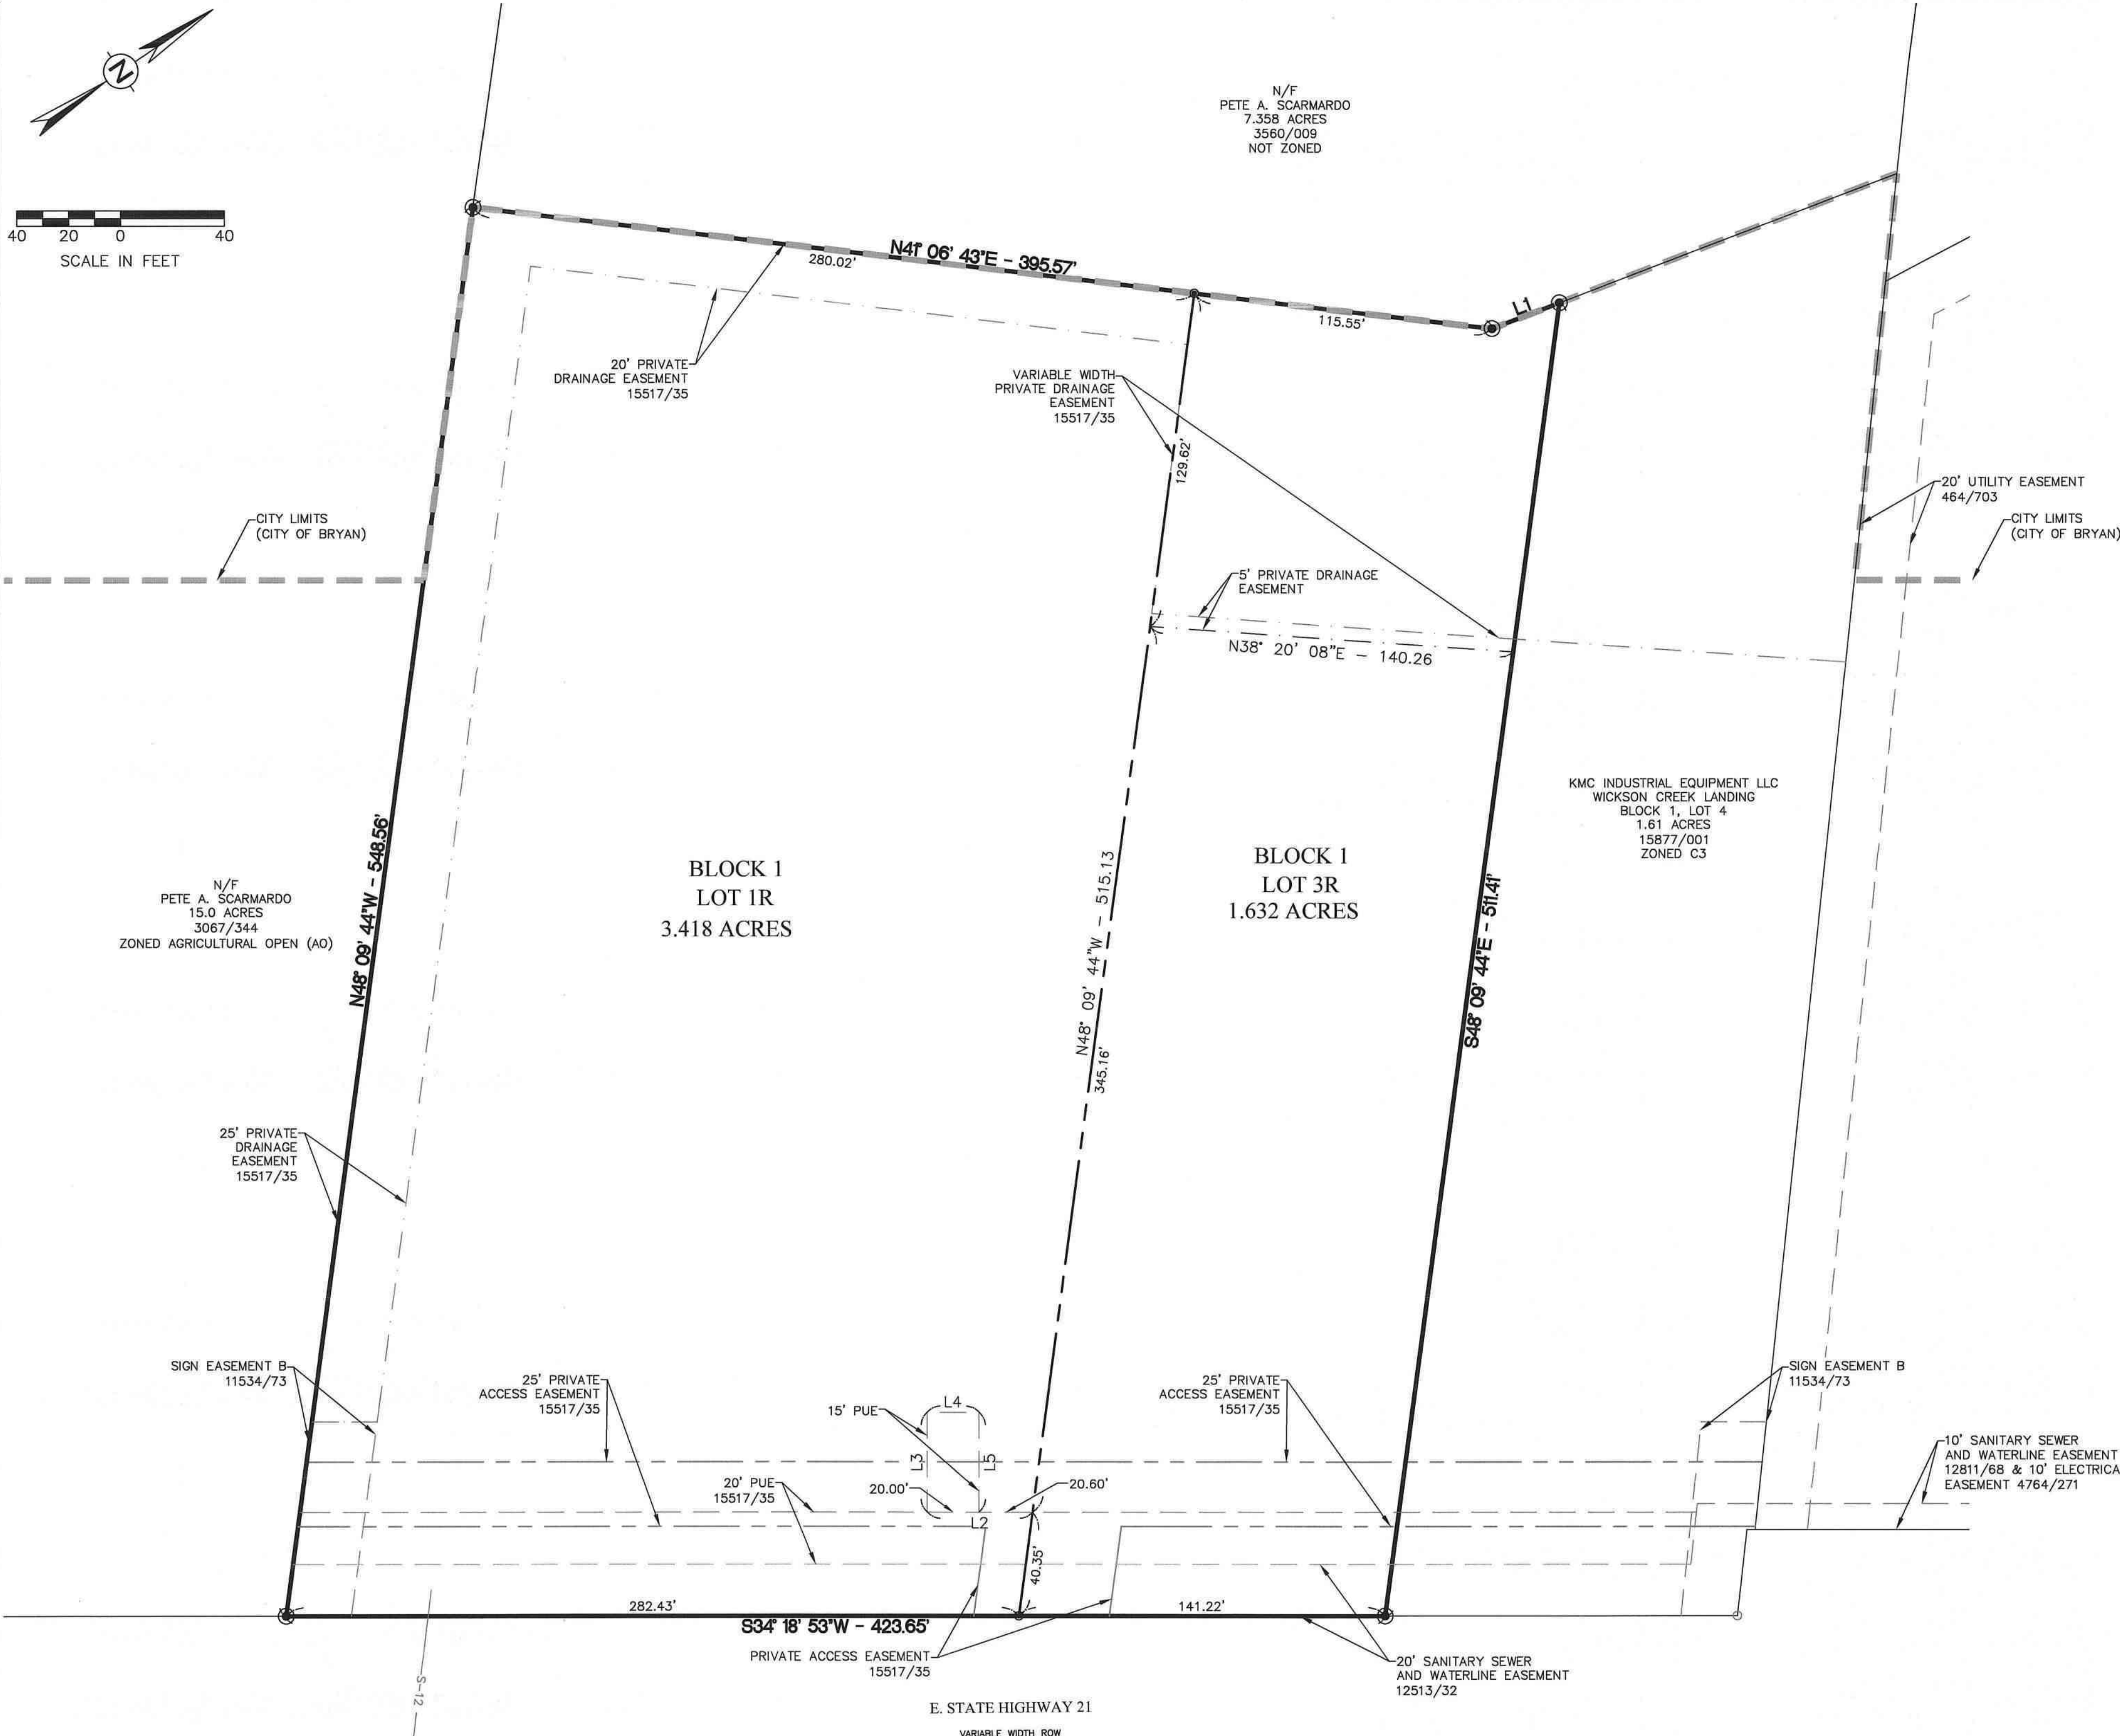 N
40 20 0 40
SCALE IN FEET
N/F
PETE A. SCARMARDO
7.358 ACRES
3560/009
NOT ZONED
N41° 06' 43"E - 395.57'
280.02'
115.55'
L1
20' PRIVATE
DRAINAGE EASEMENT
15517/35
VARIABLE WIDTH
PRIVATE DRAINAGE
EASEMENT
15517/35
129.62'
20' UTILITY EASEMENT
464/703
CITY LIMITS
(CITY OF BRYAN)
CITY LIMITS
(CITY OF BRYAN)
5' PRIVATE DRAINAGE
EASEMENT
N38° 20' 08"E - 140.26
KMC INDUSTRIAL EQUIPMENT LLC
WICKSON CREEK LANDING
BLOCK 1, LOT 4
1.61 ACRES
15877/001
ZONED C3
BLOCK 1
LOT 1R
3.418 ACRES
BLOCK 1
LOT 3R
1.632 ACRES
N/F
PETE A. SCARMARDO
15.0 ACRES
3067/344
ZONED AGRICULTURAL OPEN (AO)
N48° 09' 44"W - 548.56'
N48° 09' 44"W - 515.13
345.16'
S48° 09' 44"E - 511.41'
25' PRIVATE
DRAINAGE
EASEMENT
15517/35
SIGN EASEMENT B
11534/73
25' PRIVATE
ACCESS EASEMENT
15517/35
15' PUE
L4
L3
L5
25' PRIVATE
ACCESS EASEMENT
15517/35
SIGN EASEMENT B
11534/73
20' PUE
15517/35
20.00'
20.60'
L2
10' SANITARY SEWER
AND WATERLINE EASEMENT
12811/68 & 10' ELECTRICA
EASEMENT 4764/271
40.35'
282.43'
141.22'
S34° 18' 53"W - 423.65'
PRIVATE ACCESS EASEMENT
15517/35
20' SANITARY SEWER
AND WATERLINE EASEMENT
12513/32
S-12
E. STATE HIGHWAY 21
VARIABLE WIDTH ROW